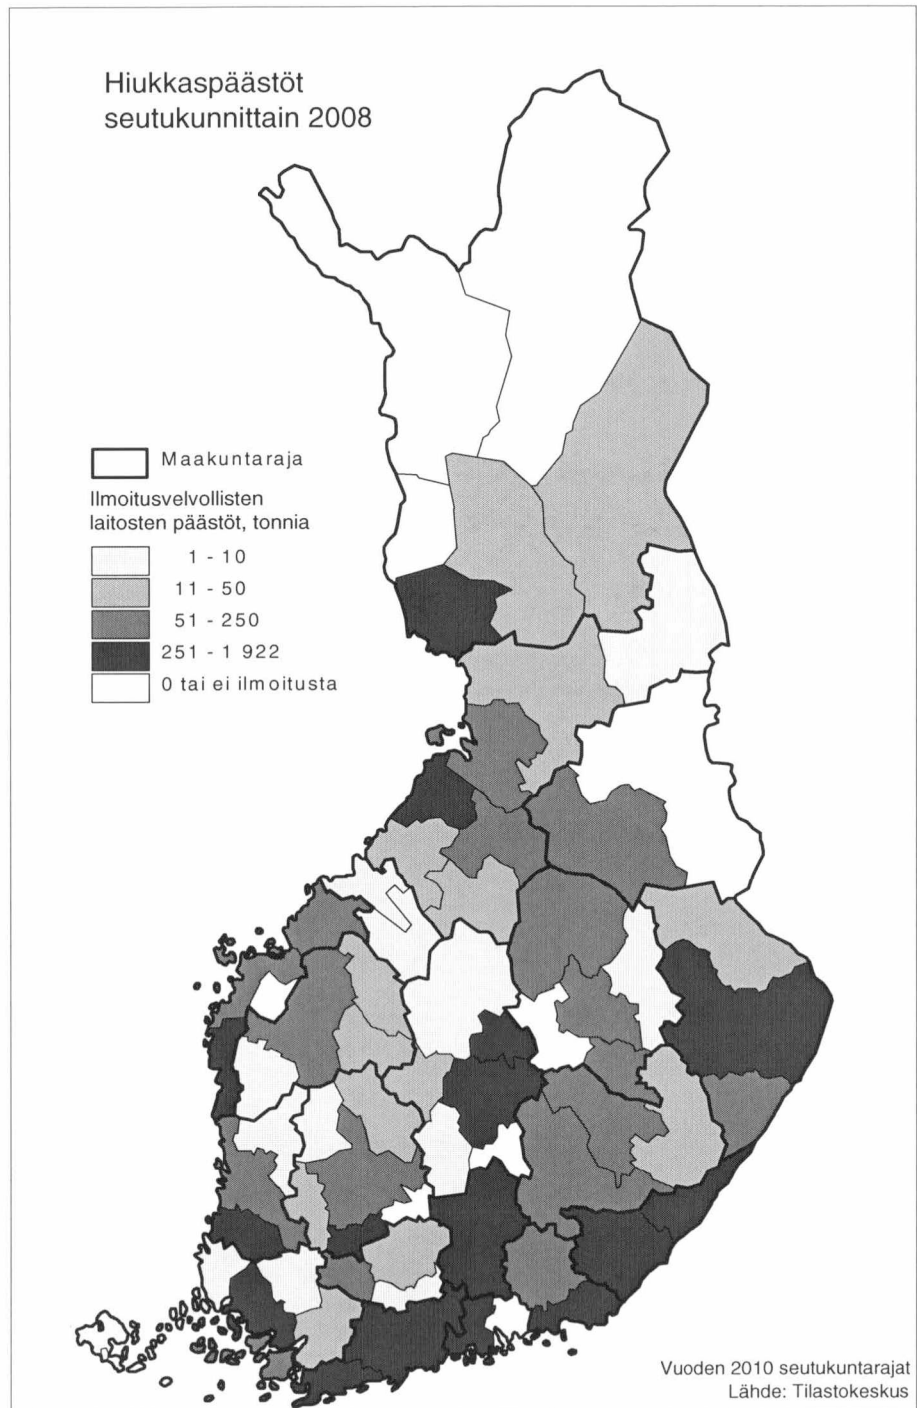 Hiukkaspäästöt
seutukunnittain 2008
Maakuntaraja
Ilmoitusvelvollisten
laitosten päästöt, tonnia
1 - 10
11 - 50
51 - 250
251 - 1 922
0 tai ei ilmoitusta
Vuoden 2010 seutukuntarajat
Lähde: Tilastokeskus